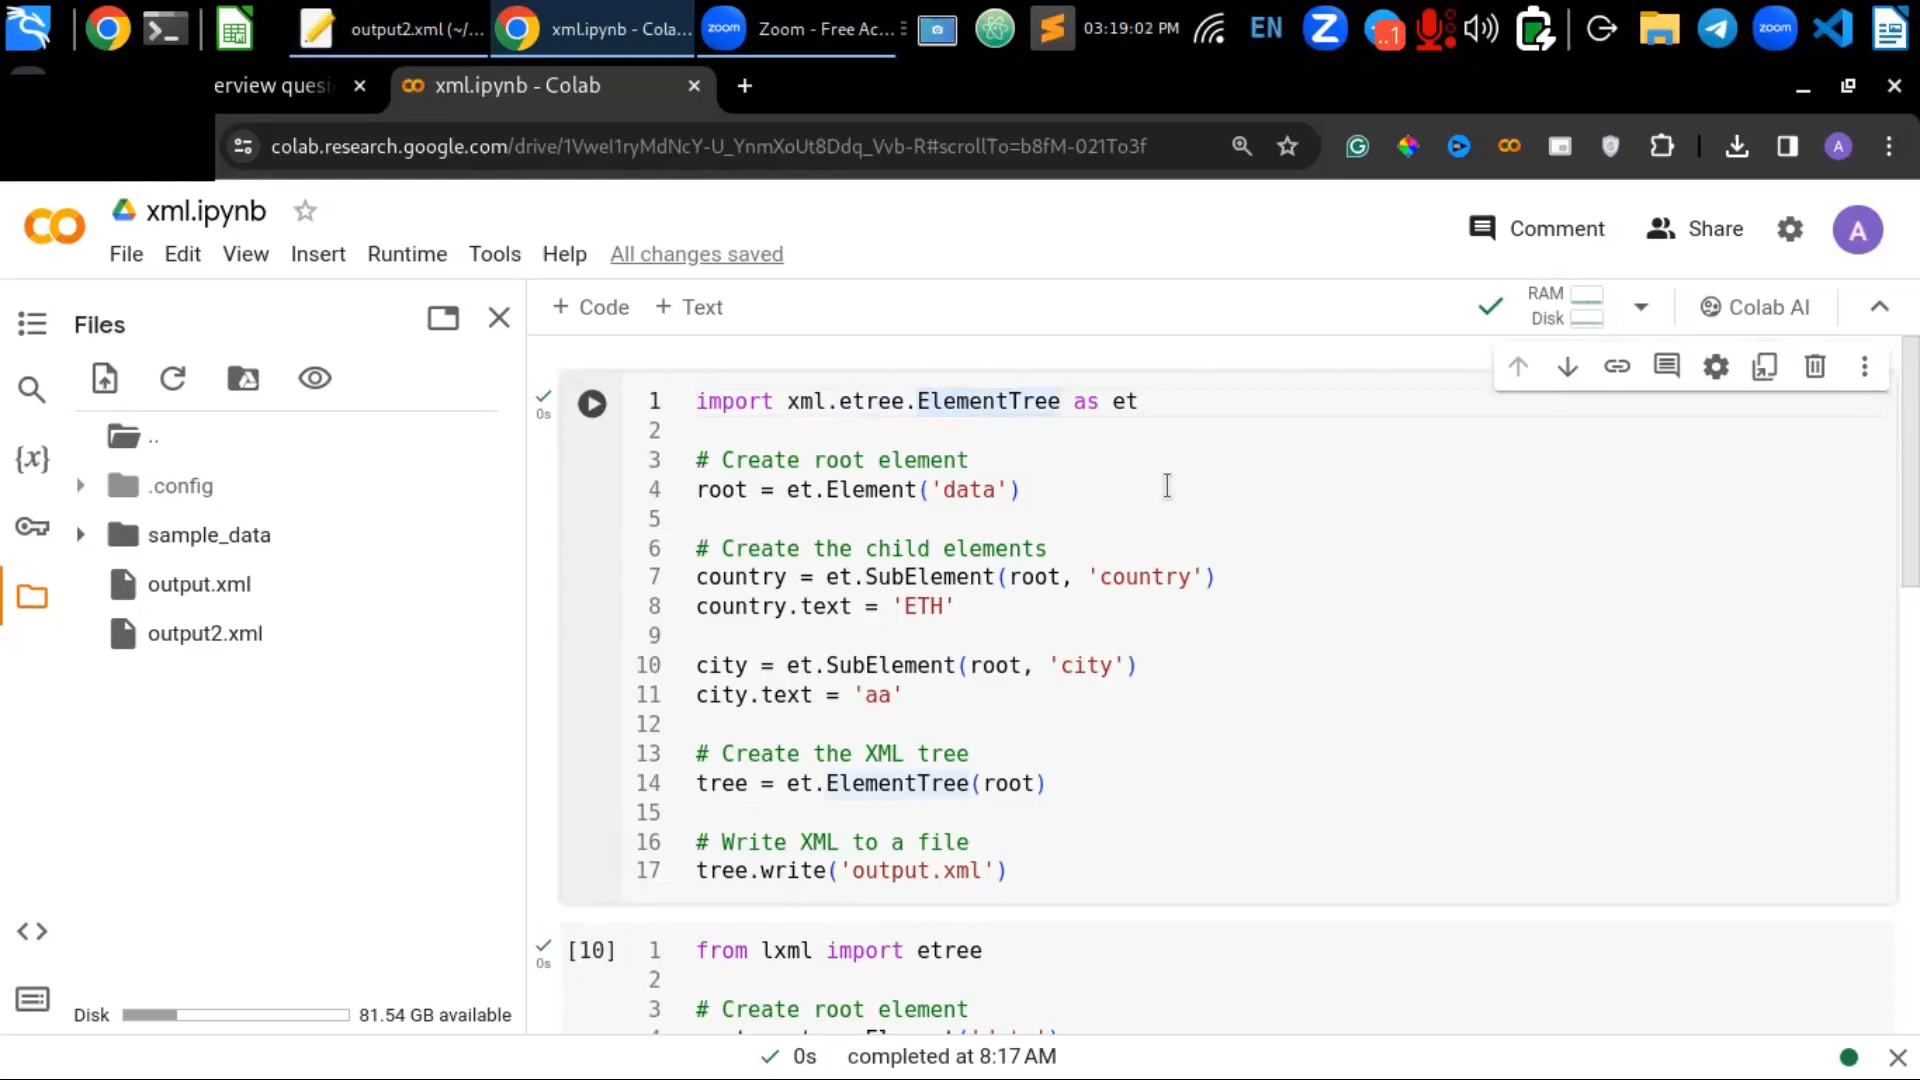 output2.xml (~/...
xml.ipynb - Cola...
zoom
Zoom - Free Ac...
03:19:02 PM
EN
Z
..1
zoom
erview quesi
xml.ipynb - Colab
colab.research.google.com/drive/1VweI1ryMdNcY-U_YnmXoUt8Ddq_Vvb-R#scrollTo=b8fM-021To3f
A
CO
xml.ipynb
Comment
Share
A
File Edit View Insert Runtime Tools Help All changes saved
Files
+ Code + Text
RAM
Disk
Colab AI
..
.config
sample_data
output.xml
output2.xml
{x}
Disk
81.54 GB available
0s
1 import xml.etree.ElementTree as et
2
3 # Create root element
4 root = et.Element('data')
5
6 # Create the child elements
7 country = et.SubElement(root, 'country')
8 country.text = 'ETH'
9
10 city = et.SubElement(root, 'city')
11 city.text = 'aa'
12
13 # Create the XML tree
14 tree = et.ElementTree(root)
15
16 # Write XML to a file
17 tree.write('output.xml')
0s
[10]
1 from lxml import etree
2
3 # Create root element
0s completed at 8:17 AM